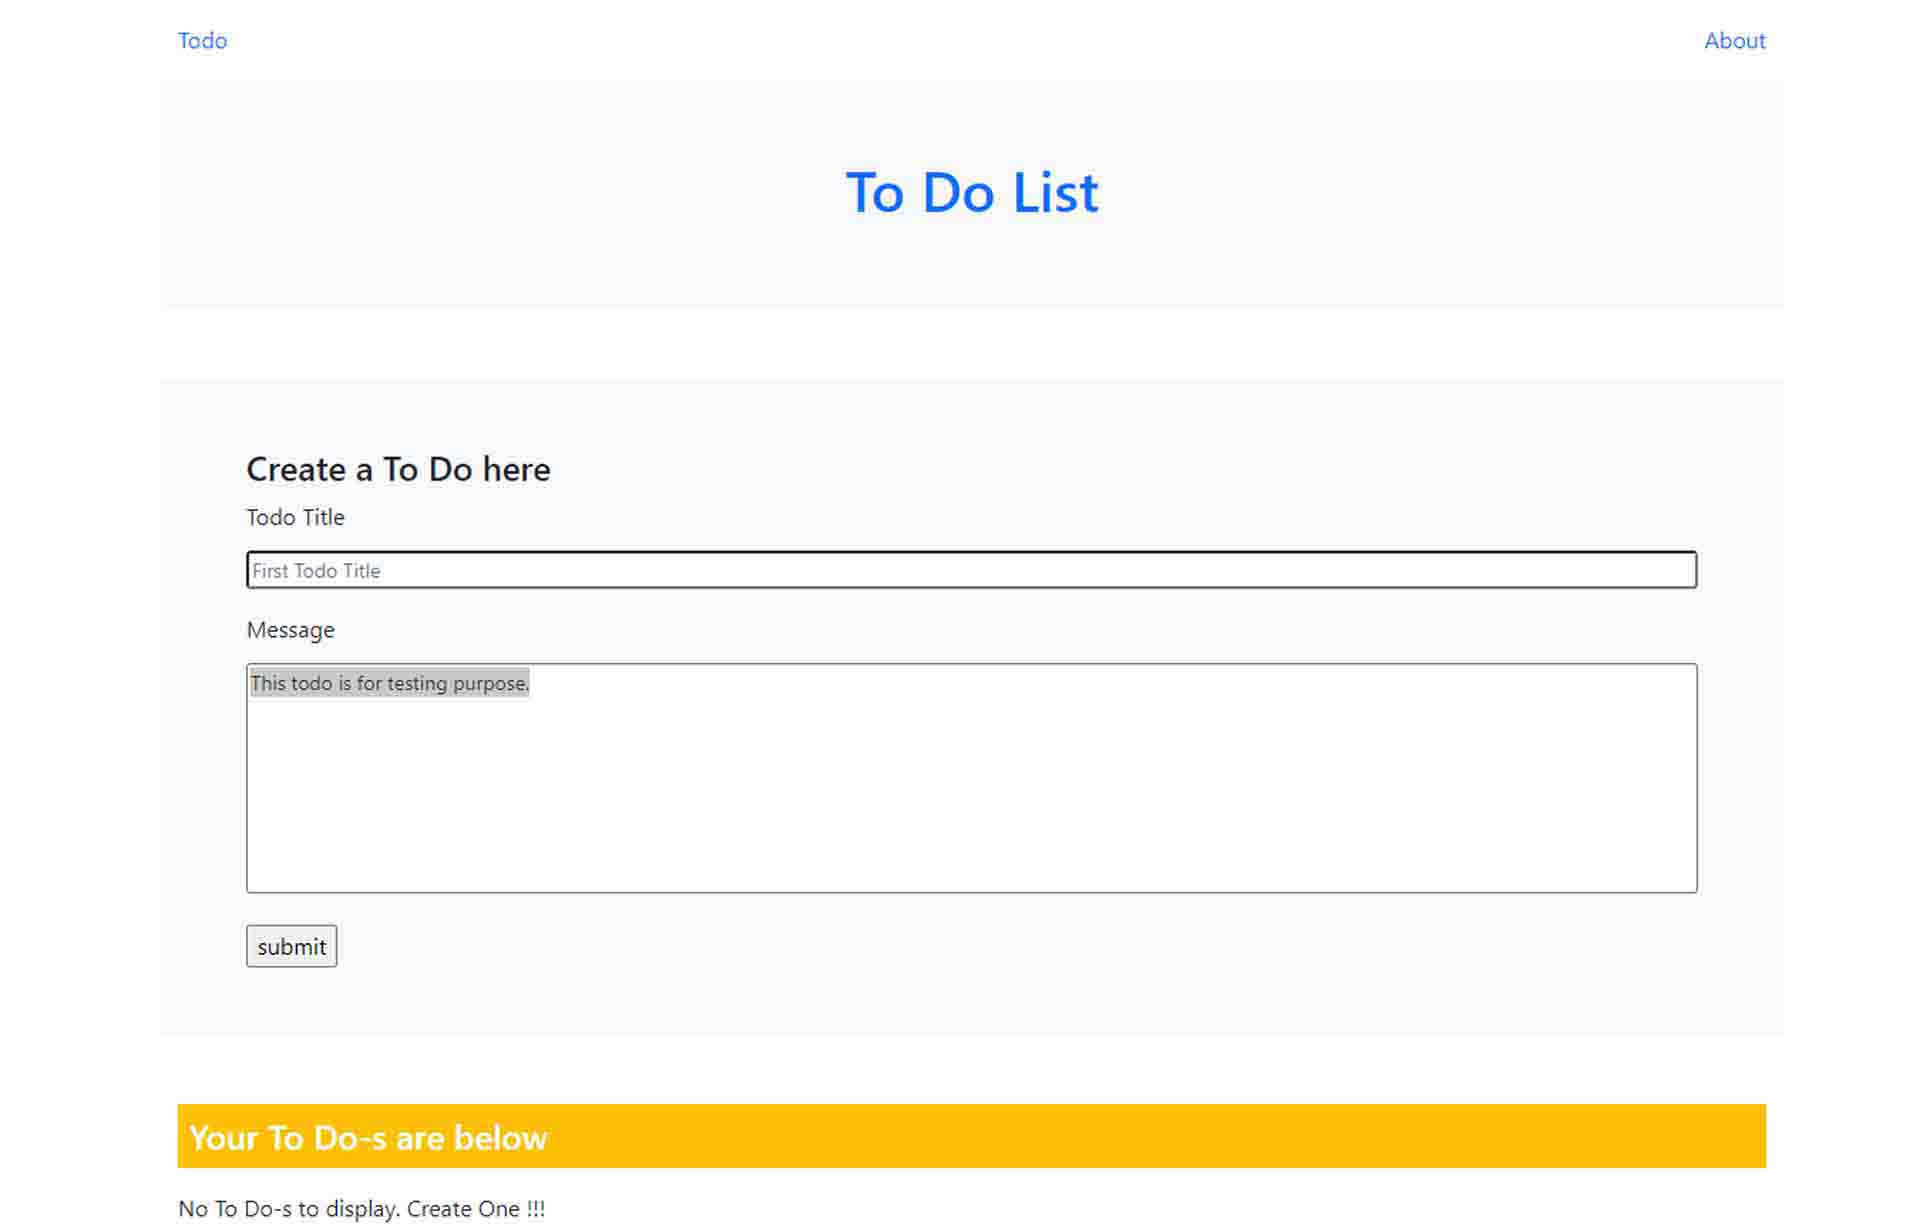 Todo About
To Do List
Create a To Do here
Todo Title
First Todo Title
Message
This todo is for testing purpose.
submit
Your To Do-s are below
No To Do-s to display. Create One !!!